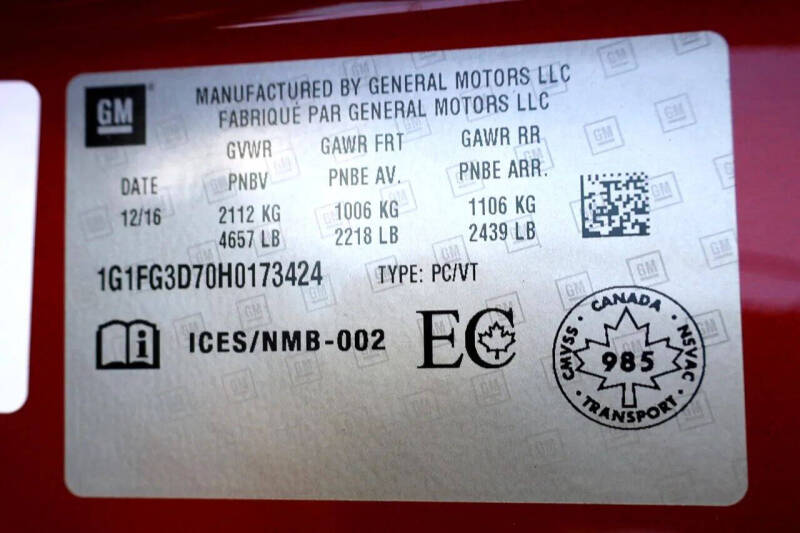 GM
MANUFACTURED BY GENERAL MOTORS LLC
FABRIQUÉ PAR GENERAL MOTORS LLC
DATE
12/16
GVWR
PNBV
2112 KG
4657 LB
GAWR FRT
PNBE AV.
1006 KG
2218 LB
GAWR RR
PNBE ARR.
1106 KG
2439 LB
1G1FG3D70H0173424 TYPE: PC/VT
ICES/NMB-002
EC
CANADA
CMVSS · NSVAC
985
TRANSPORT